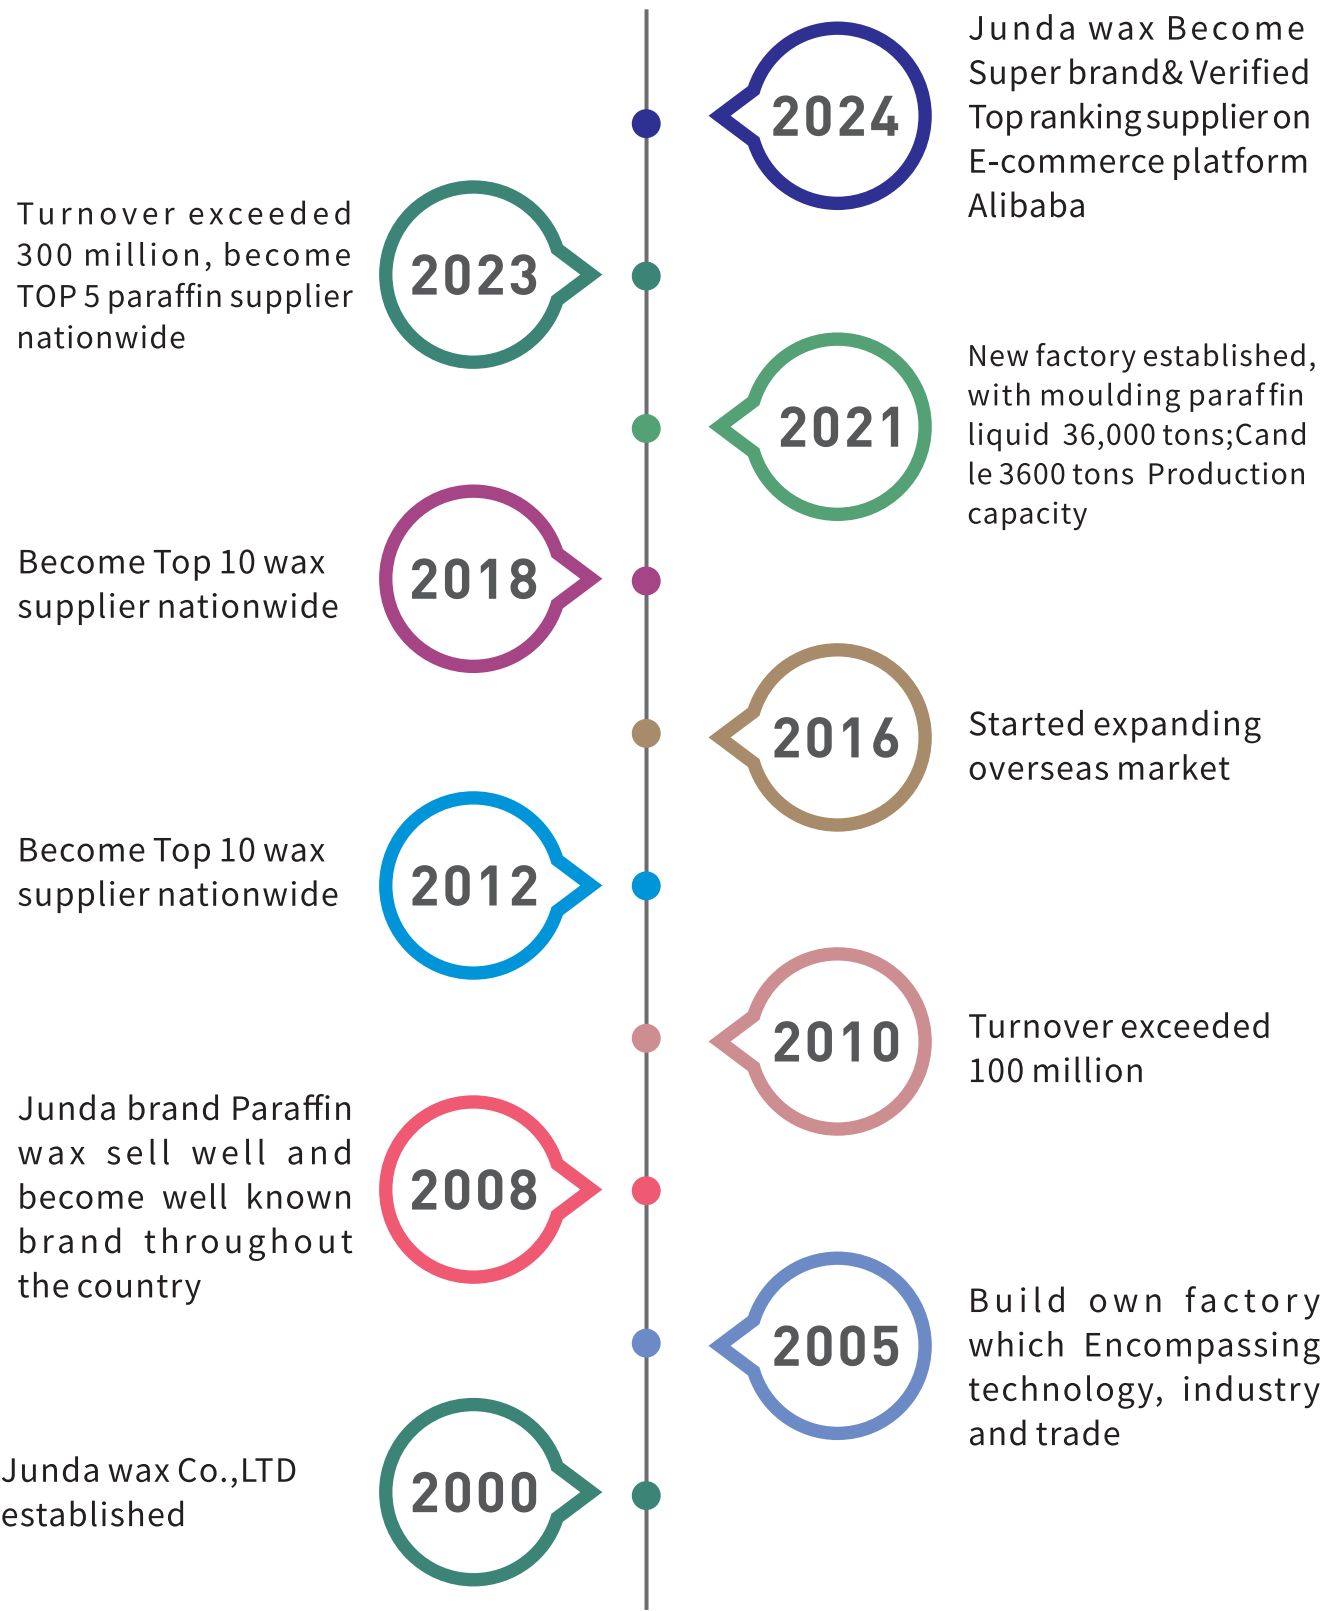 2024
Junda wax Become
Super brand& Verified
Top ranking supplier on
E-commerce platform
Alibaba
Turnover exceeded
300 million, become
TOP 5 paraffin supplier
nationwide
2023
2021
New factory established,
with moulding paraffin
liquid 36,000 tons;Cand
le 3600 tons Production
capacity
Become Top 10 wax
supplier nationwide
2018
2016
Started expanding
overseas market
Become Top 10 wax
supplier nationwide
2012
2010
Turnover exceeded
100 million
Junda brand Paraffin
wax sell well and
become well known
brand throughout
the country
2008
2005
Build own factory
which Encompassing
technology, industry
and trade
Junda wax Co.,LTD
established
2000